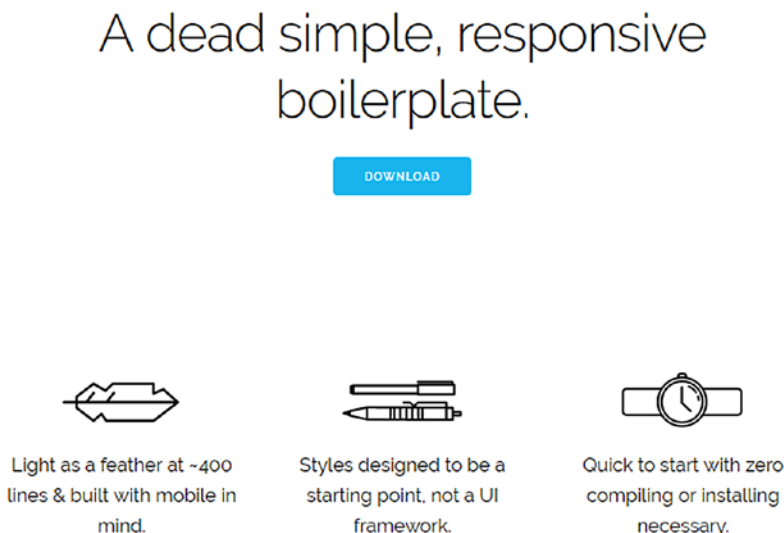 A dead simple, responsive
boilerplate.
DOWNLOAD
Light as a feather at ~400
lines & built with mobile in
mind.
Styles designed to be a
starting point, not a UI
framework.
Quick to start with zero
compiling or installing
necessary.